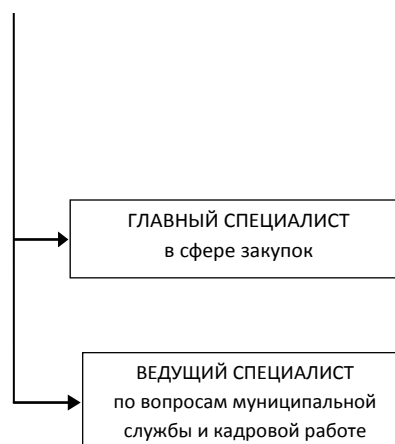 ГЛАВНЫЙ СПЕЦИАЛИСТ
в сфере закупок
ВЕДУЩИЙ СПЕЦИАЛИСТ
по вопросам муниципальной
службы и кадровой работе